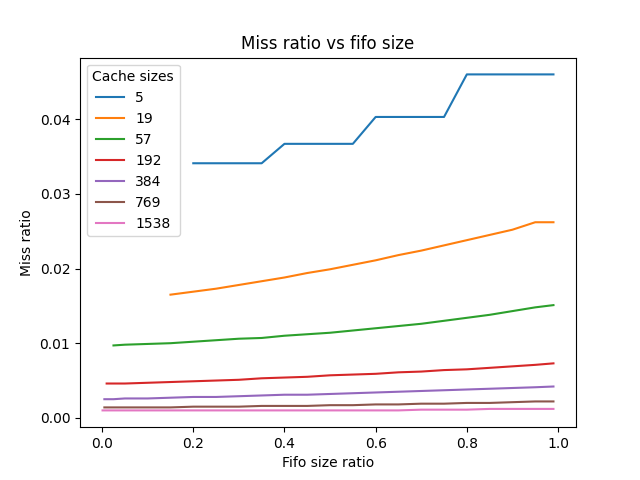 Miss ratio vs fifo size
Cache sizes
5
19
57
192
384
769
1538
Miss ratio
0.04
0.03
0.02
0.01
0.00
0.0 0.2 0.4 0.6 0.8 1.0
Fifo size ratio